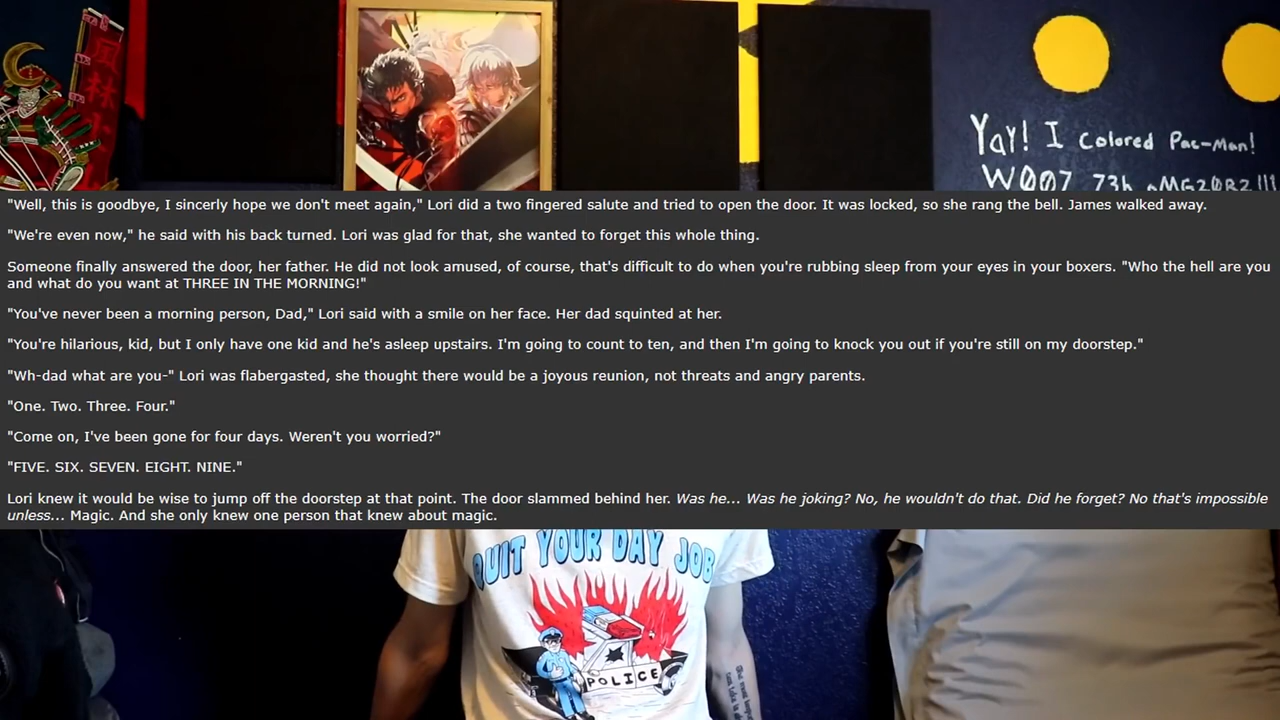 Yay! I Colored Pac-Man!
"Well, this is goodbye, I sincerly hope we don't meet again," Lori did a two fingered salute and tried to open the door. It was locked, so she rang the bell. James walked away.
"We're even now," he said with his back turned. Lori was glad for that, she wanted to forget this whole thing.
Someone finally answered the door, her father. He did not look amused, of course, that's difficult to do when you're rubbing sleep from your eyes in your boxers. "Who the hell are you
and what do you want at THREE IN THE MORNING!"
"You've never been a morning person, Dad," Lori said with a smile on her face. Her dad squinted at her.
"You're hilarious, kid, but I only have one kid and he's asleep upstairs. I'm going to count to ten, and then I'm going to knock you out if you're still on my doorstep."
"Wh-dad what are you-" Lori was flabergasted, she thought there would be a joyous reunion, not threats and angry parents.
"One. Two. Three. Four."
"Come on, I've been gone for four days. Weren't you worried?"
"FIVE. SIX. SEVEN. EIGHT. NINE."
Lori knew it would be wise to jump off the doorstep at that point. The door slammed behind her. Was he... Was he joking? No, he wouldn't do that. Did he forget? No that's impossible
unless... Magic. And she only knew one person that knew about magic.
QUIT YOUR DAY JOB
POLICE